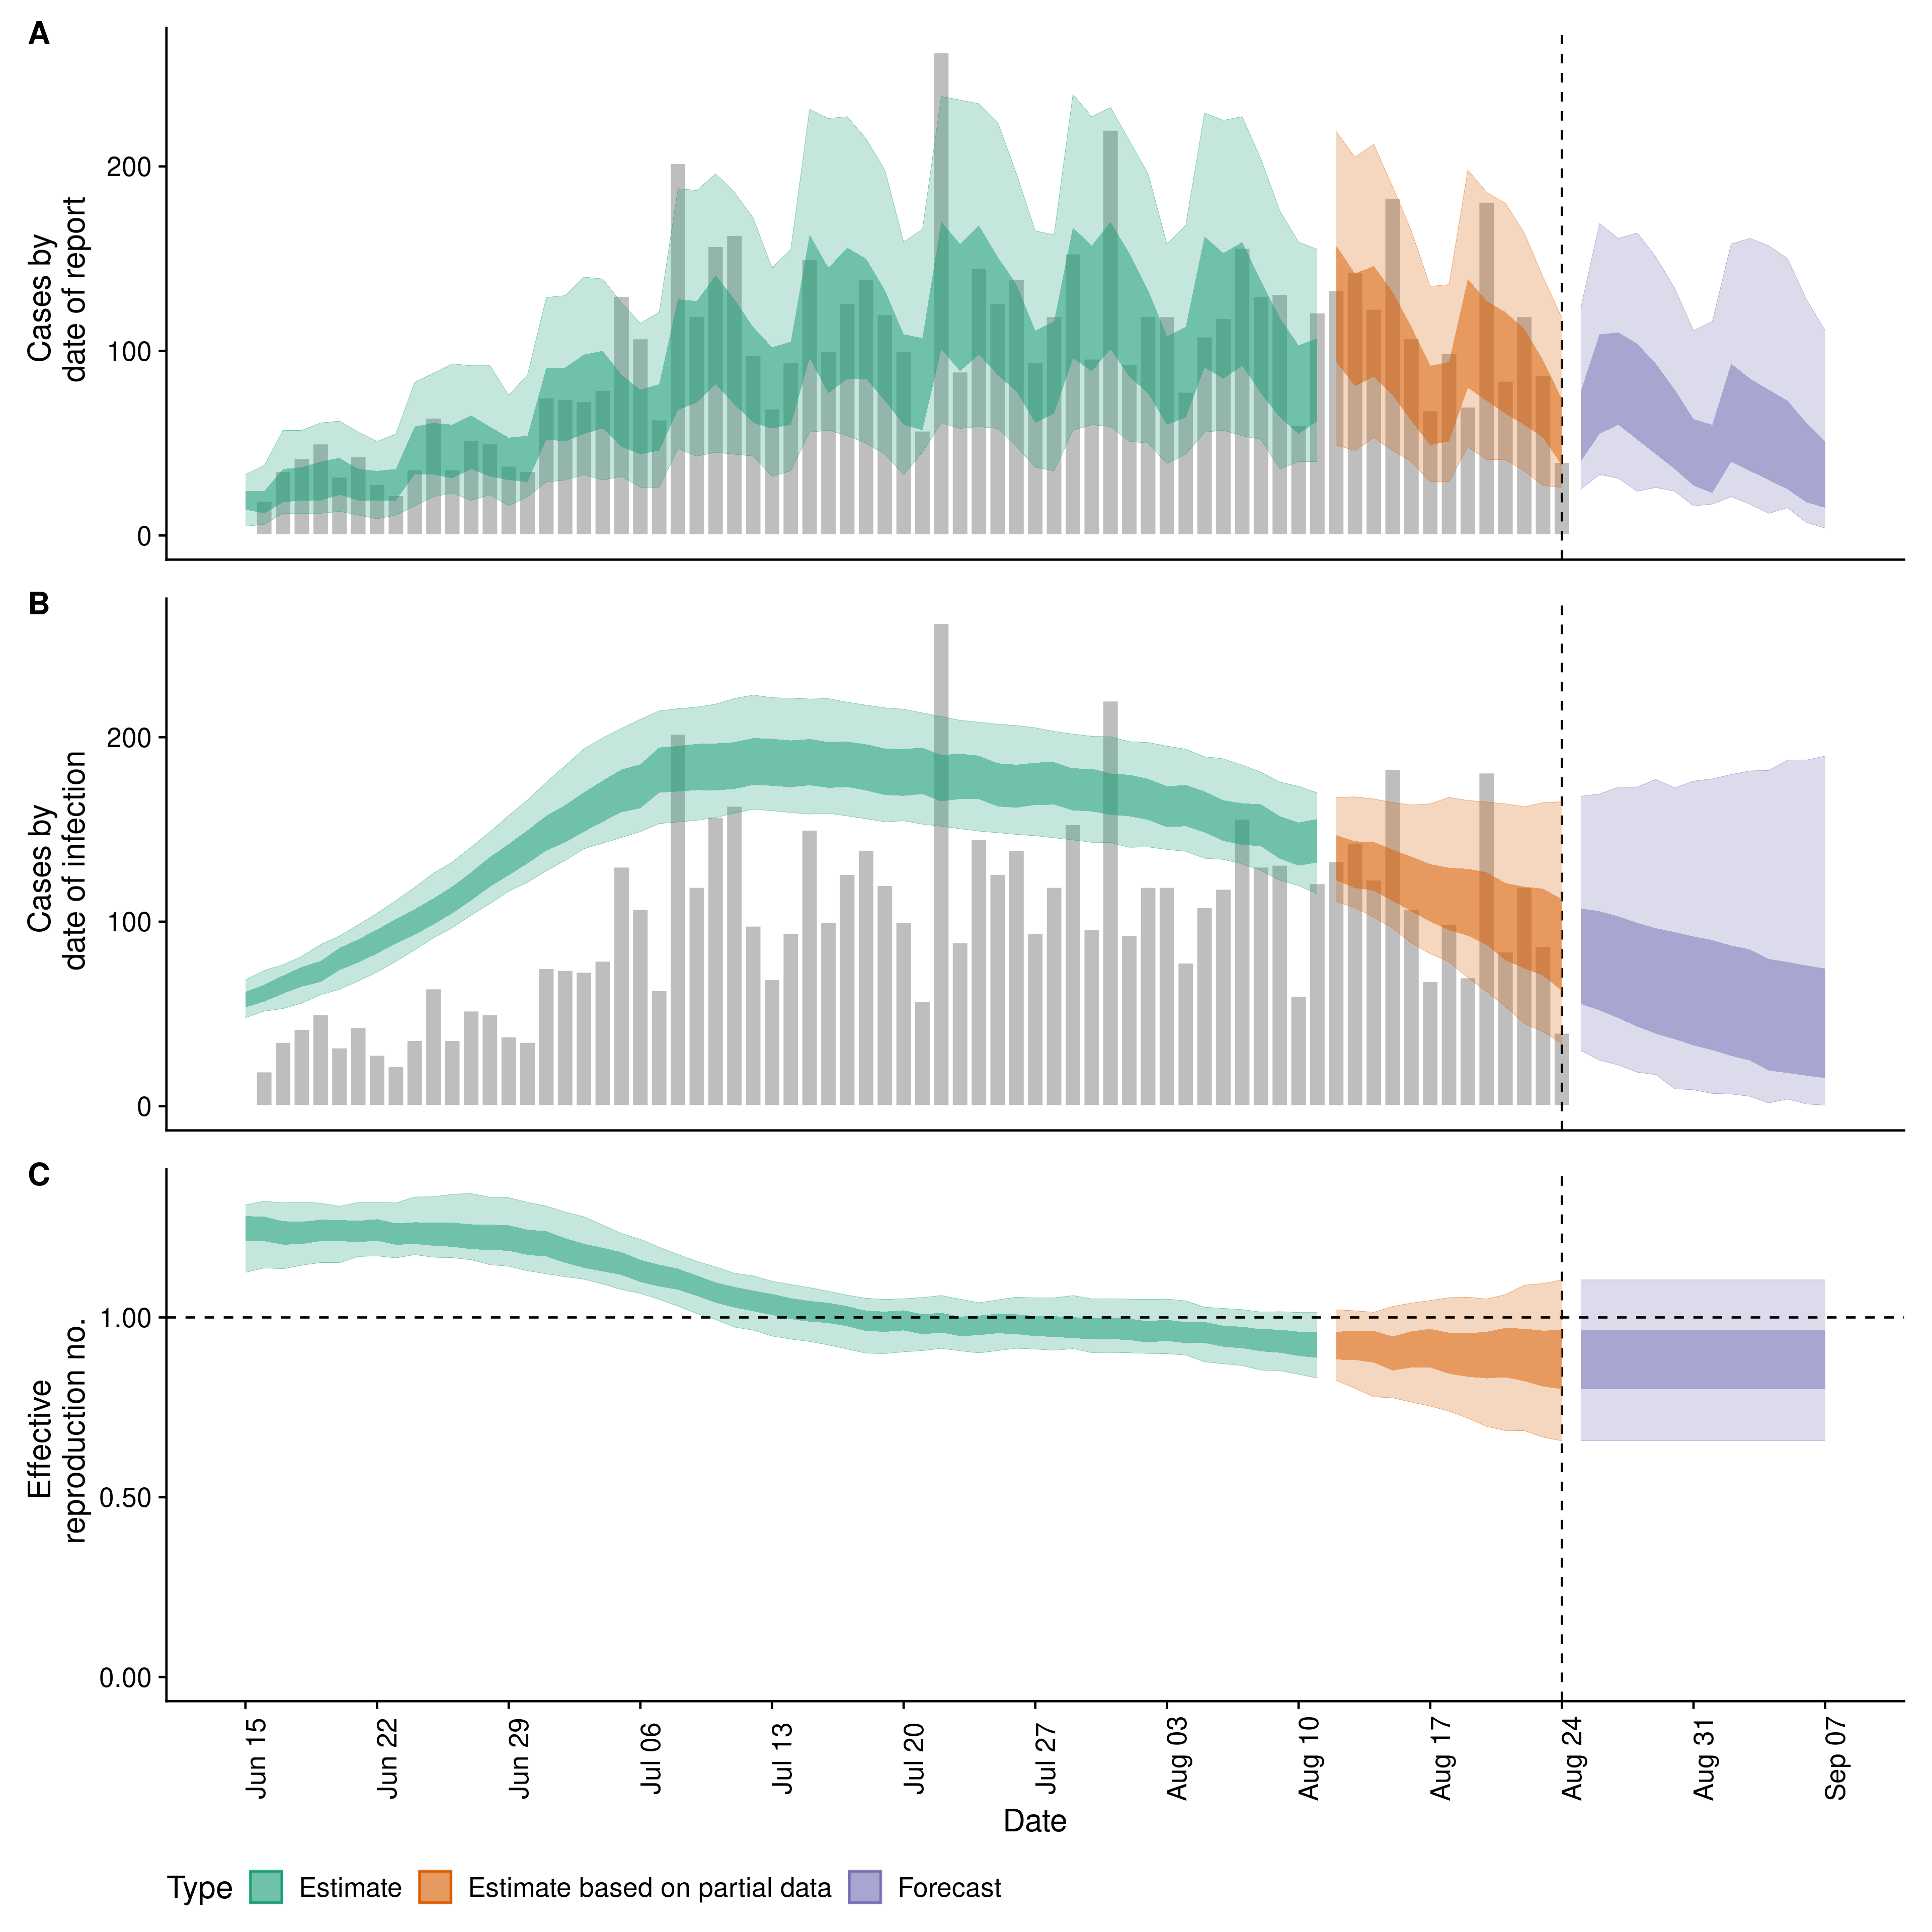 A
Cases by
date of report
200
100
0
B
Cases by
date of infection
200
100
0
C
Effective
reproduction no.
1.00
0.50
0.00
Jun 15
Jun 22
Jun 29
Jul 06
Jul 13
Jul 20
Jul 27
Aug 03
Aug 10
Aug 17
Aug 24
Aug 31
Sep 07
Date
Type Estimate Estimate based on partial data Forecast